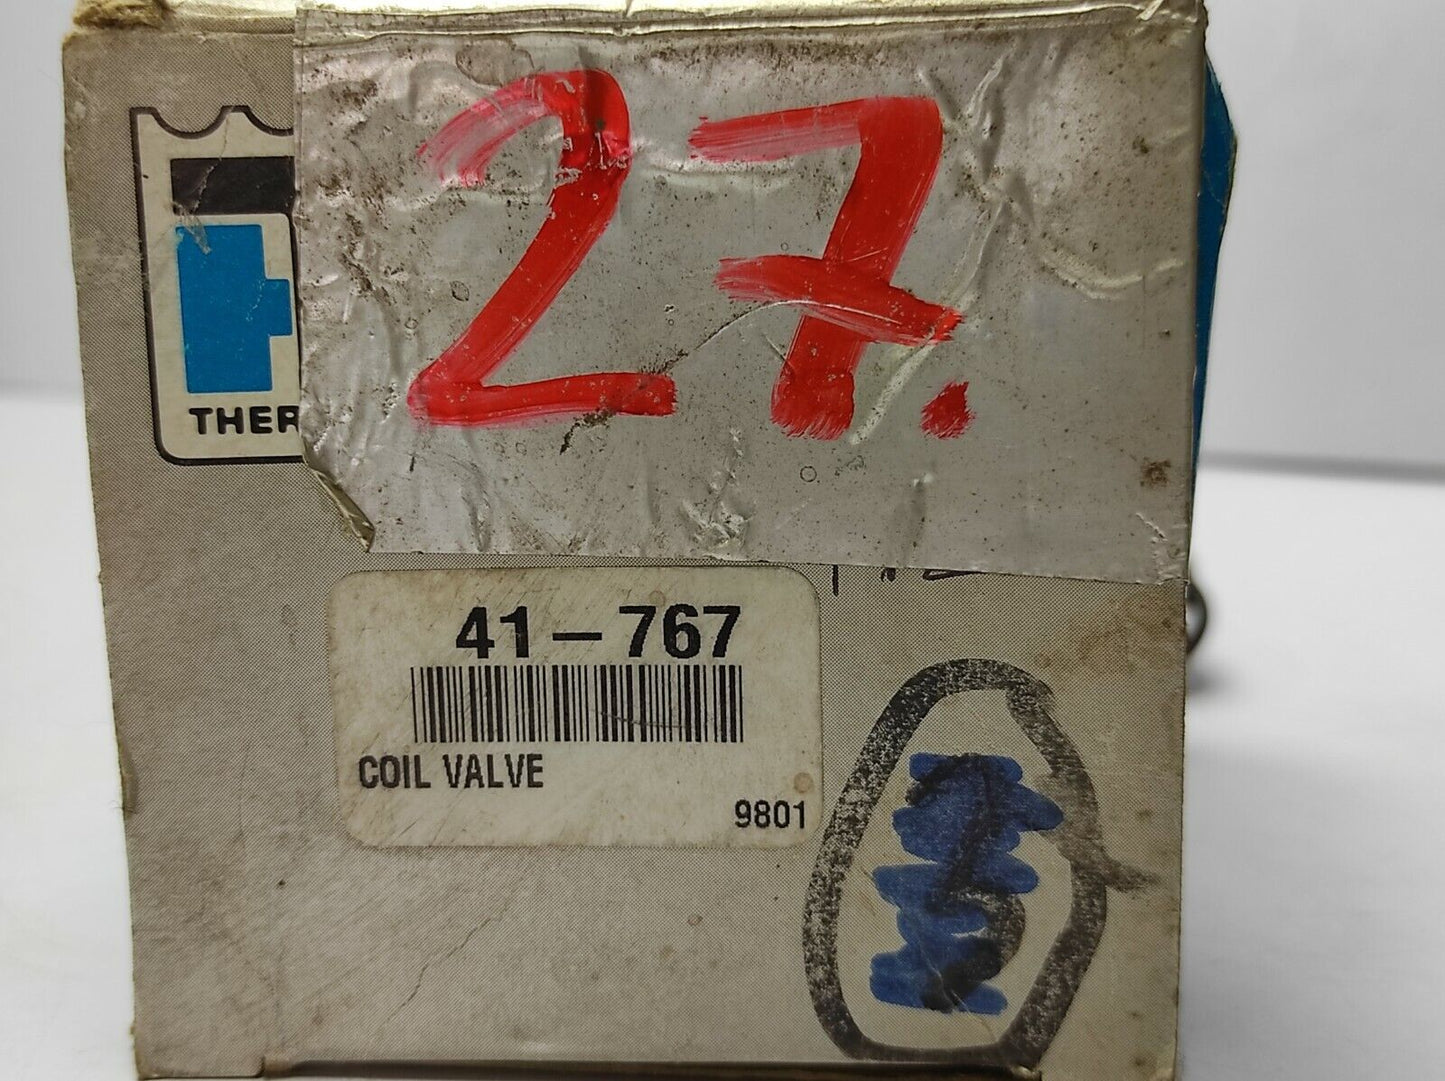 27.
THER
41-767
COIL VALVE
9801